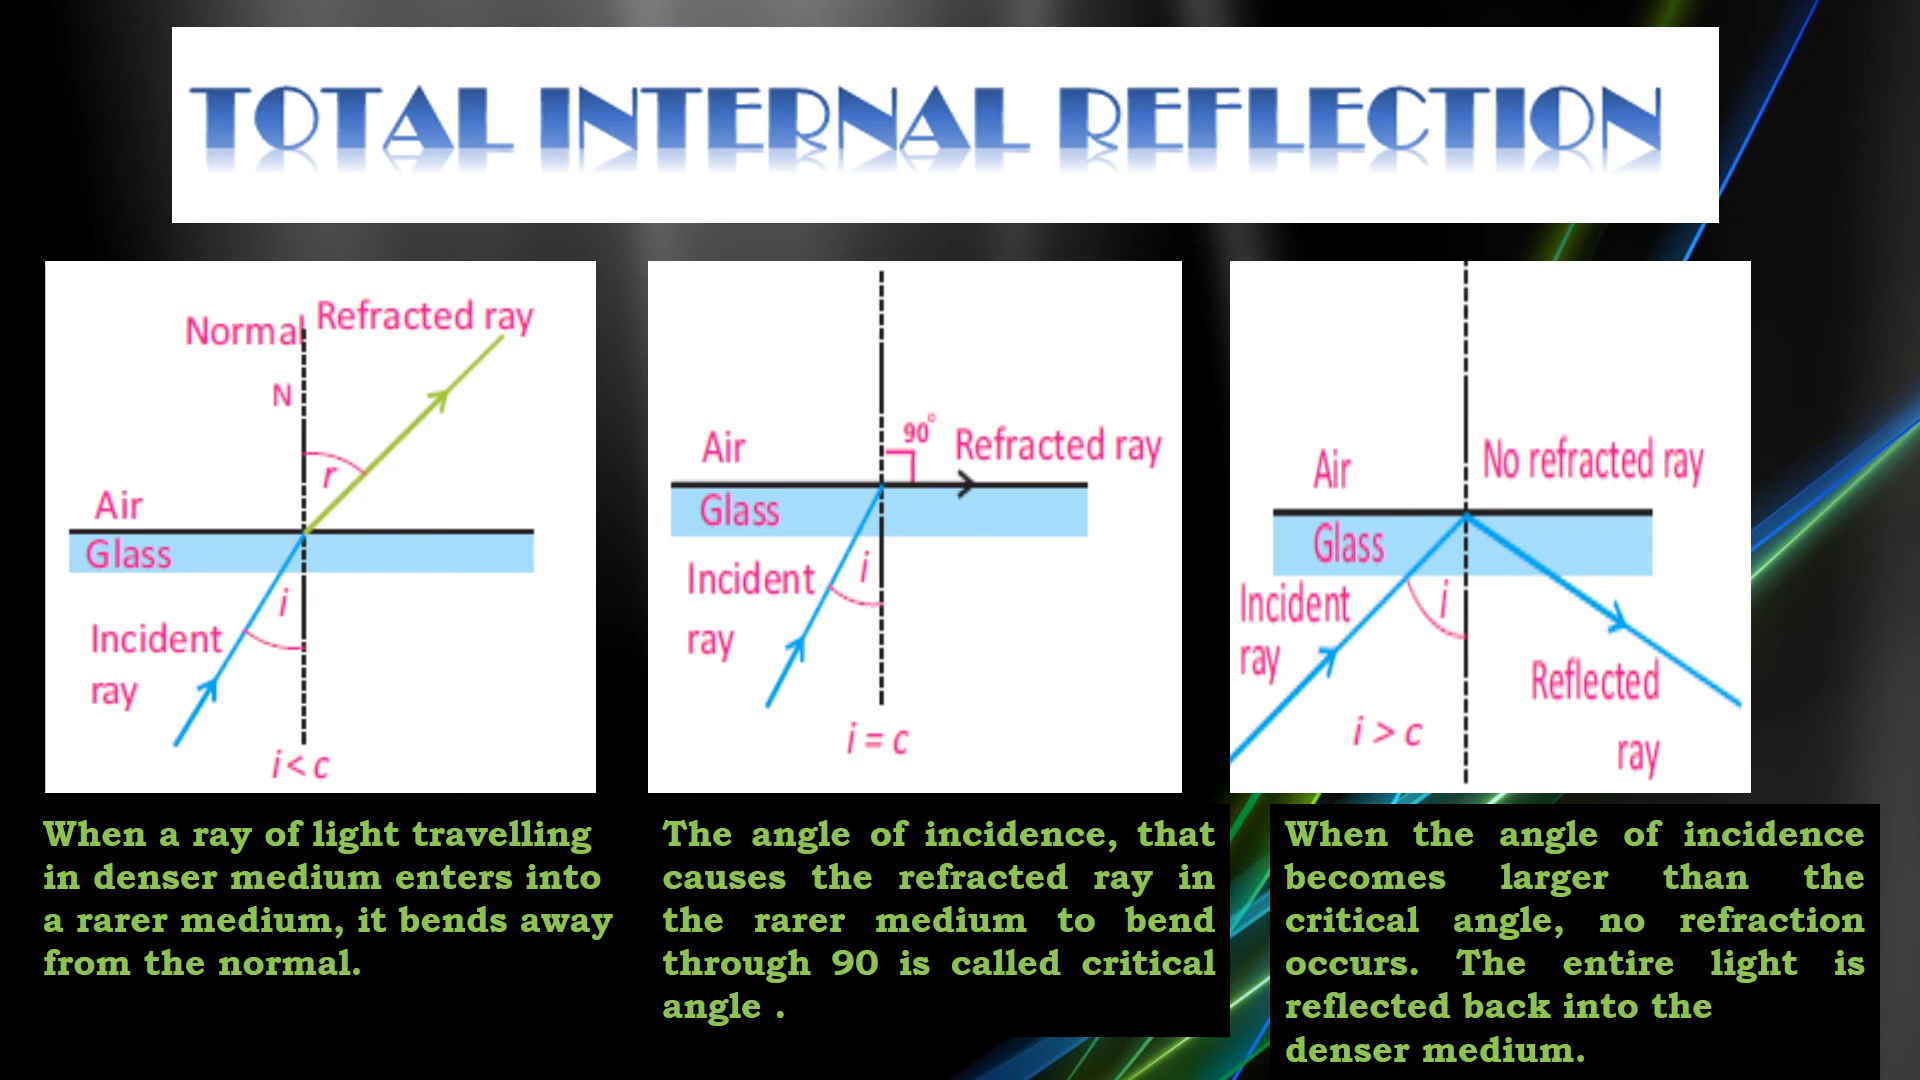 TOTAL INTERNAL REFLECTION
Normal
Refracted ray
N
r
Air
Glass
i
Incident
ray
i < c
90°
Air
Refracted ray
Glass
Incident
i
ray
i = c
Air
No refracted ray
Glass
Incident
i
ray
Reflected
ray
i > c
When a ray of light travelling
in denser medium enters into
a rarer medium, it bends away
from the normal.
The angle of incidence, that
causes the refracted ray in
the rarer medium to bend
through 90 is called critical
angle .
When the angle of incidence
becomes larger than the
critical angle, no refraction
occurs. The entire light is
reflected back into the
denser medium.